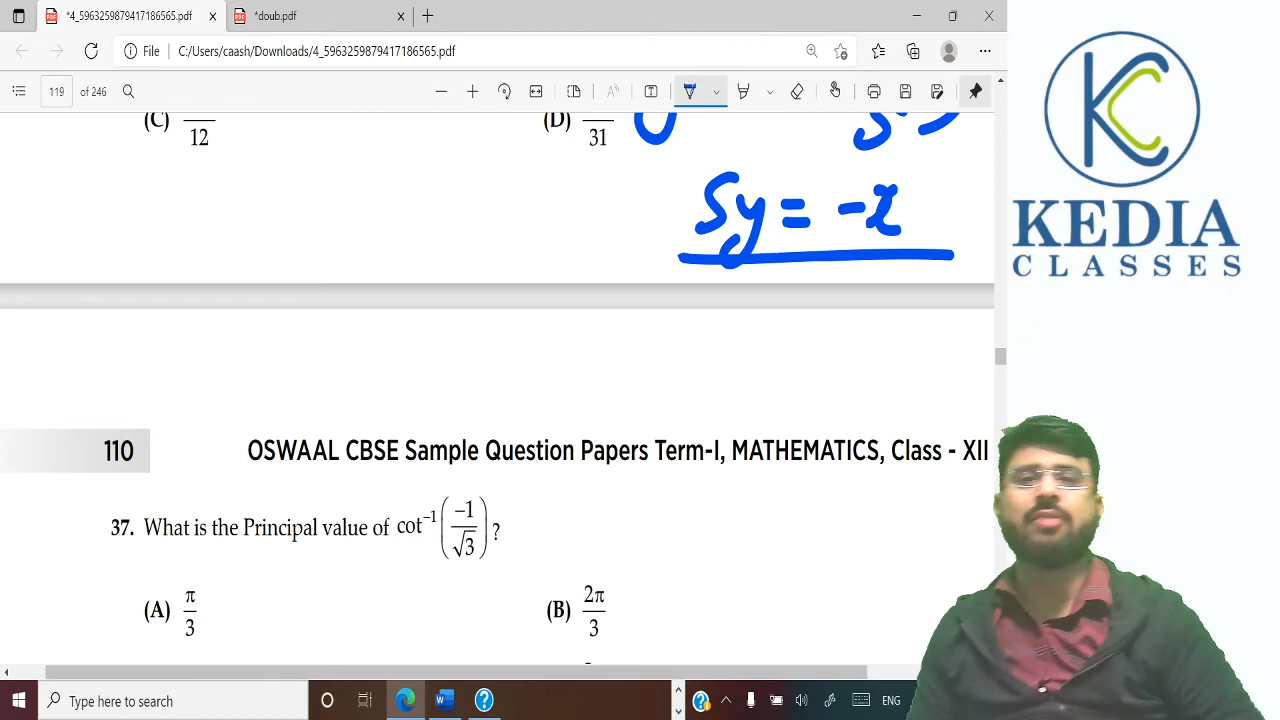 *4_5963259879417186565.pdf
*doub.pdf
File C:/Users/caash/Downloads/4_5963259879417186565.pdf
119 of 246
(C) 12
(D) 31
5y = -x
KEDIA
CLASSES
110 OSWAAL CBSE Sample Question Papers Term-I, MATHEMATICS, Class - XII
37. What is the Principal value of cot⁻¹(-1/√3)?
(A) π/3
(B) 2π/3
Type here to search
ENG